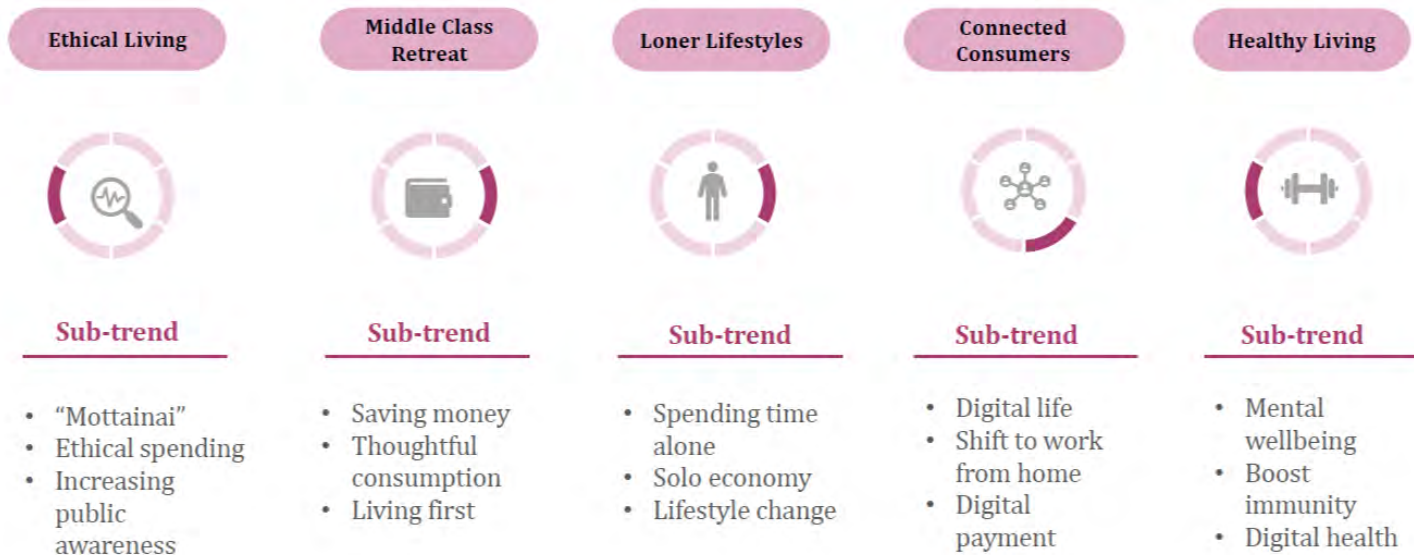 Ethical Living
Middle Class
Retreat
Loner Lifestyles
Connected
Consumers
Healthy Living
Sub-trend
• “Mottainai”
• Ethical spending
• Increasing
public
awareness
Sub-trend
• Saving money
• Thoughtful
consumption
• Living first
Sub-trend
• Spending time
alone
• Solo economy
• Lifestyle change
Sub-trend
• Digital life
• Shift to work
from home
• Digital
payment
Sub-trend
• Mental
wellbeing
• Boost
immunity
• Digital health